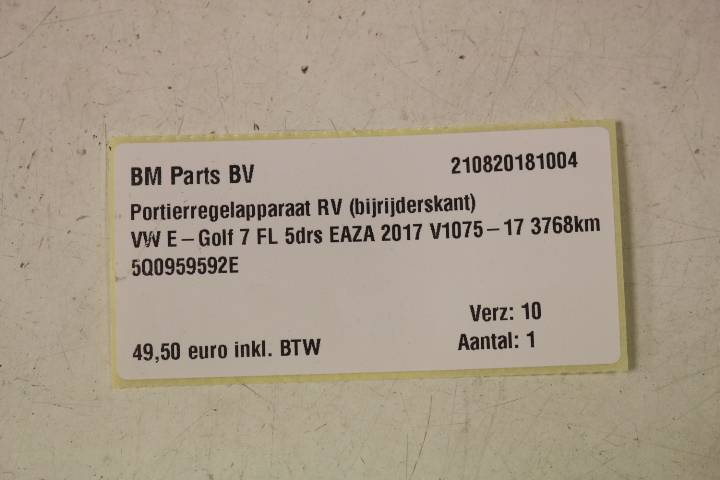 BM Parts BV 210820181004
Portierregelapparaat RV (bijrijderskant)
VW E-Golf 7 FL 5drs EAZA 2017 V1075-17 3768km
5Q0959592E
Verz: 10
49,50 euro inkl. BTW Aantal: 1